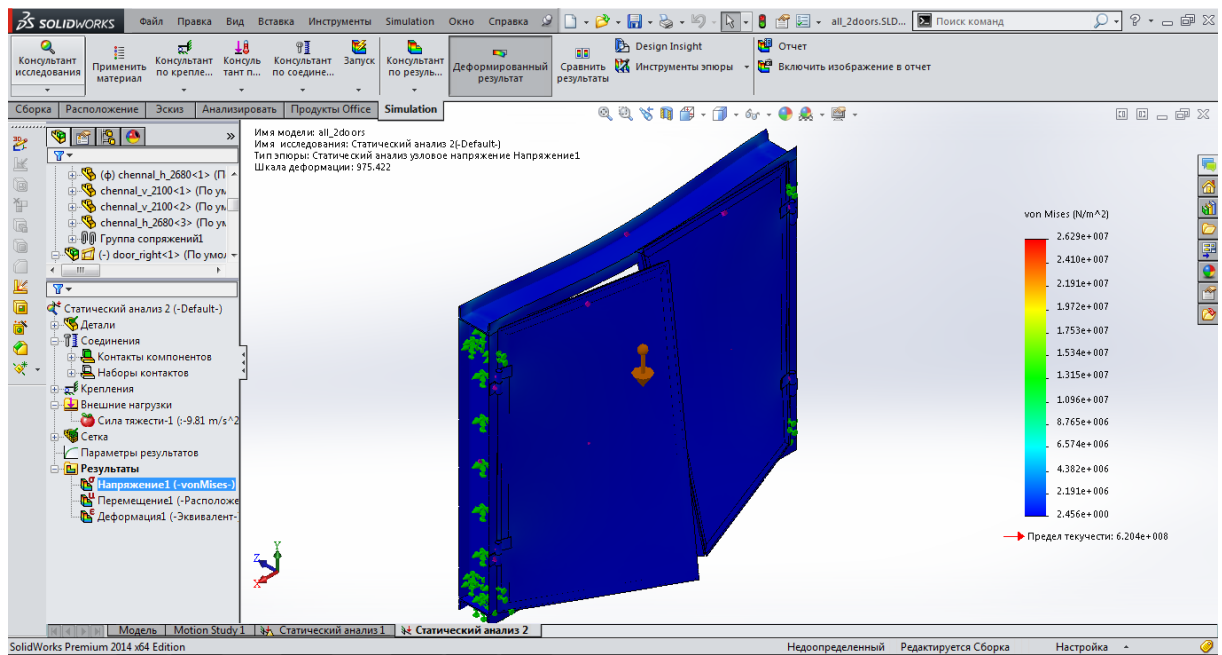 SOLIDWORKS Файл Правка Вид Вставка Инструменты Simulation Окно Справка all_2doors.SLD... Поиск команд
Консультант исследования
Применить материал
Консультант по крепле...
Консуль тант п...
Консультант по соедине...
Запуск
Консультант по резуль...
Деформированный результат
Сравнить результаты
Design Insight
Инструменты эпюры
Отчет
Включить изображение в отчет
Сборка Расположение Эскиз Анализировать Продукты Office Simulation
(ф) chennal_h_2680<1> (П
chennal_v_2100<1> (По ум
chennal_v_2100<2> (По ум
chennal_h_2680<3> (По ум
Группа сопряжений1
(-) door_right<1> (По умол
Статический анализ 2 (-Default-)
Детали
Соединения
Контакты компонентов
Наборы контактов
Крепления
Внешние нагрузки
Сила тяжести-1 (:-9.81 m/s^2
Сетка
Параметры результатов
Результаты
Напряжение1 (-vonMises-)
Перемещение1 (-Расположе
Деформация1 (-Эквивалент-
Имя модели: all_2doors
Имя исследования: Статический анализ 2(-Default-)
Тип эпюры: Статический анализ узловое напряжение Напряжение1
Шкала деформации: 975.422
Y
Z
X
von Mises (N/m^2)
2.629e+007
2.410e+007
2.191e+007
1.972e+007
1.753e+007
1.534e+007
1.315e+007
1.096e+007
8.765e+006
6.574e+006
4.382e+006
2.191e+006
2.456e+000
Предел текучести: 6.204e+008
Модель Motion Study 1 Статический анализ 1 Статический анализ 2
SolidWorks Premium 2014 x64 Edition Недоопределенный Редактируется Сборка Настройка